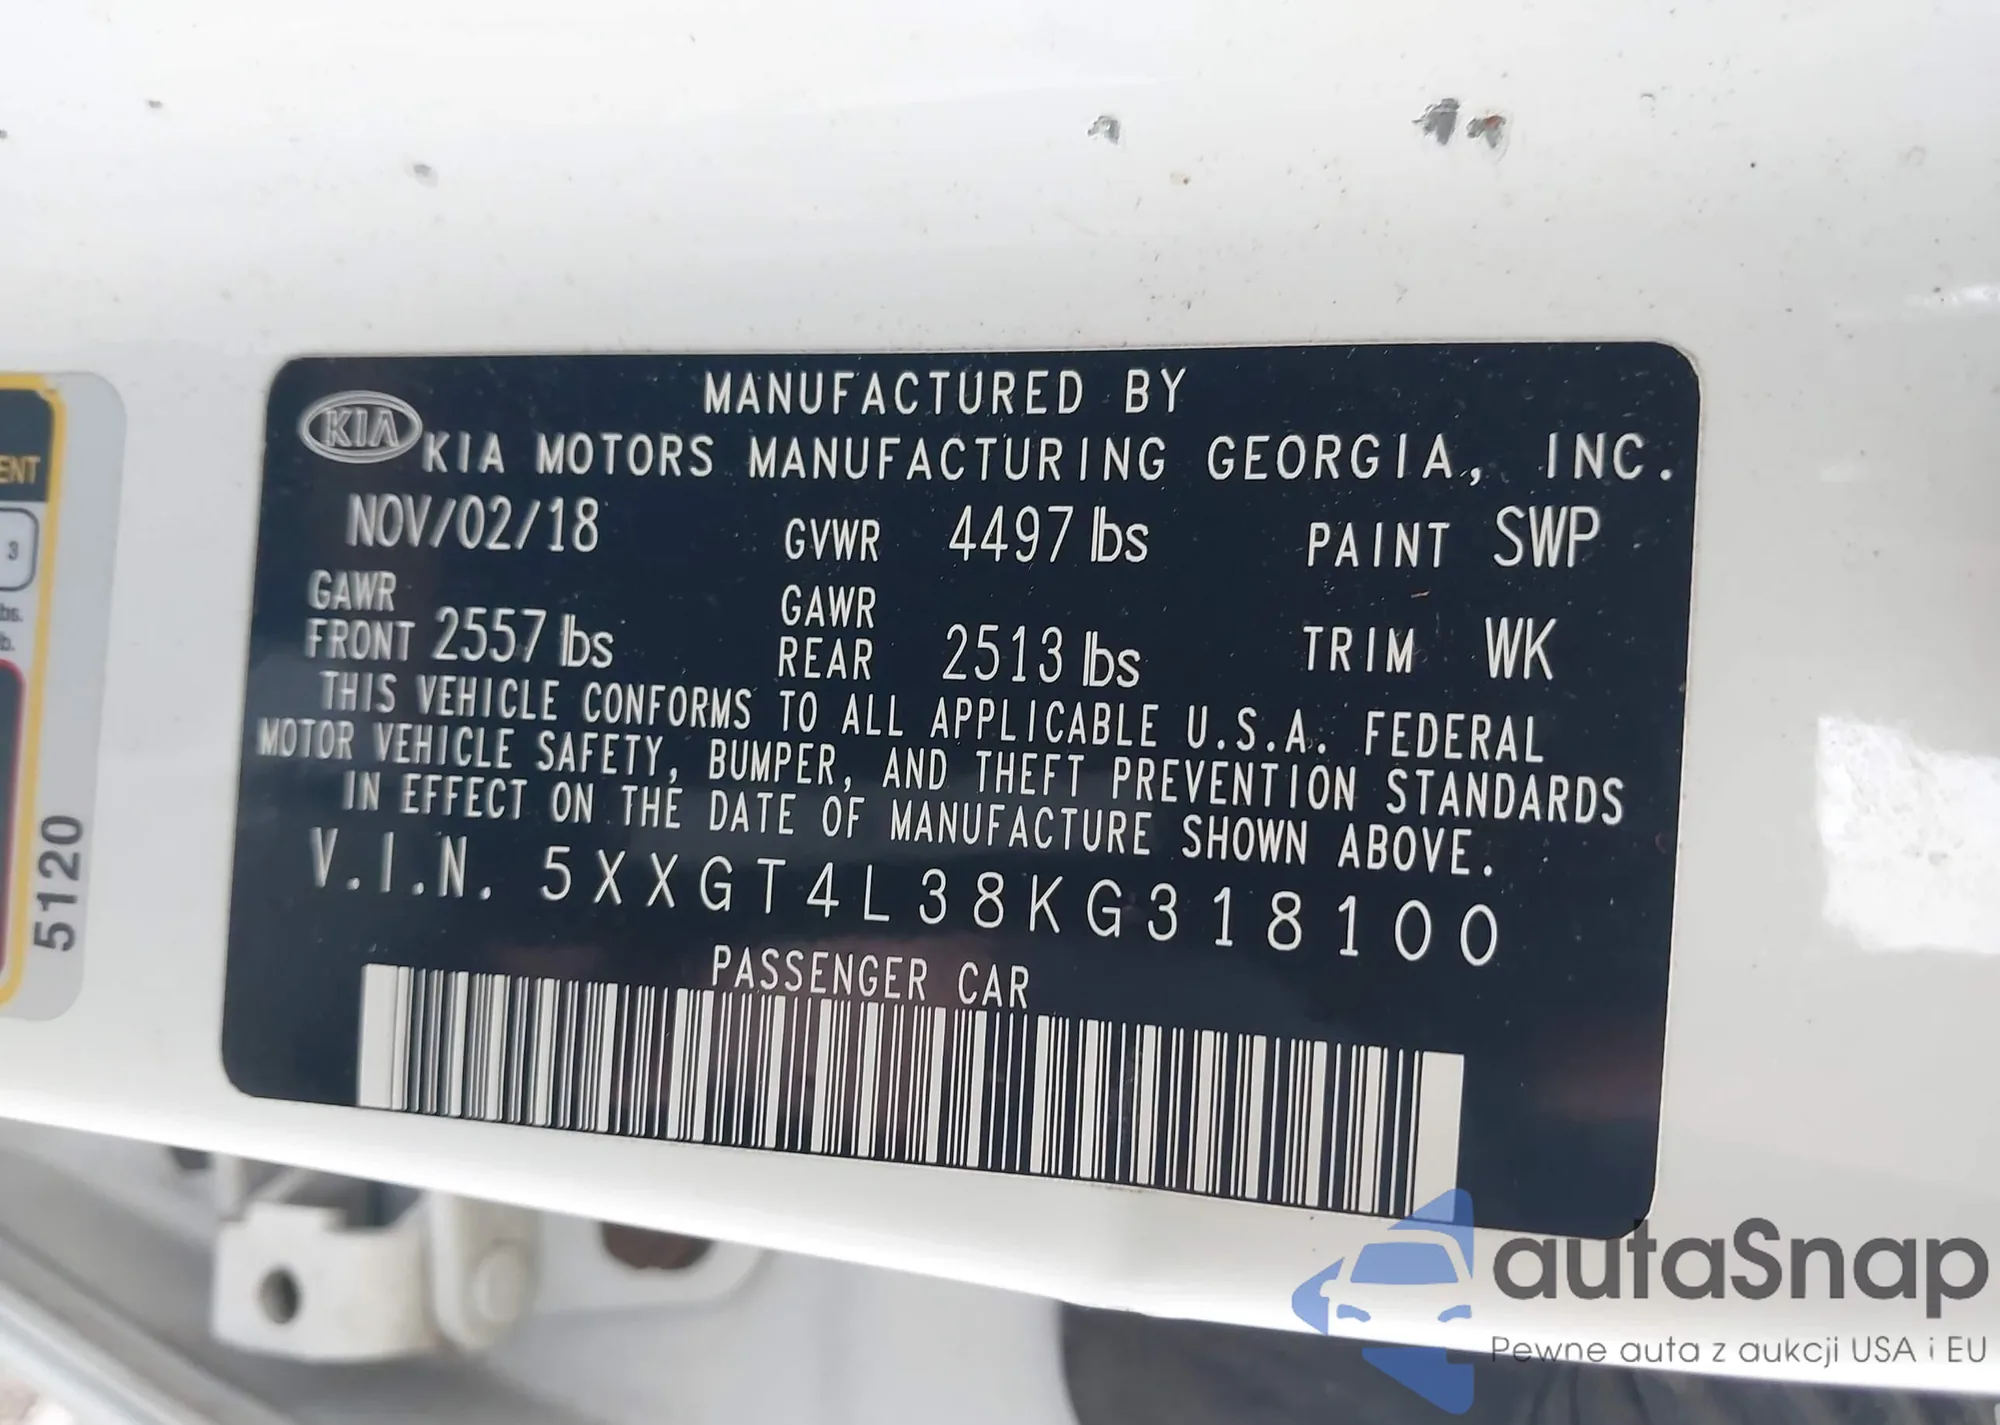 MANUFACTURED BY
KIA KIA MOTORS MANUFACTURING GEORGIA, INC.
NOV/02/18 GVWR 4497 lbs PAINT SWP
GAWR FRONT 2557 lbs GAWR REAR 2513 lbs TRIM WK
THIS VEHICLE CONFORMS TO ALL APPLICABLE U.S.A. FEDERAL
MOTOR VEHICLE SAFETY, BUMPER, AND THEFT PREVENTION STANDARDS
IN EFFECT ON THE DATE OF MANUFACTURE SHOWN ABOVE.
V.I.N. 5XXGT4L38KG318100
PASSENGER CAR
ENT
3
bs.
b.
5120
autaSnap
Pewne auta z aukcji USA i EU